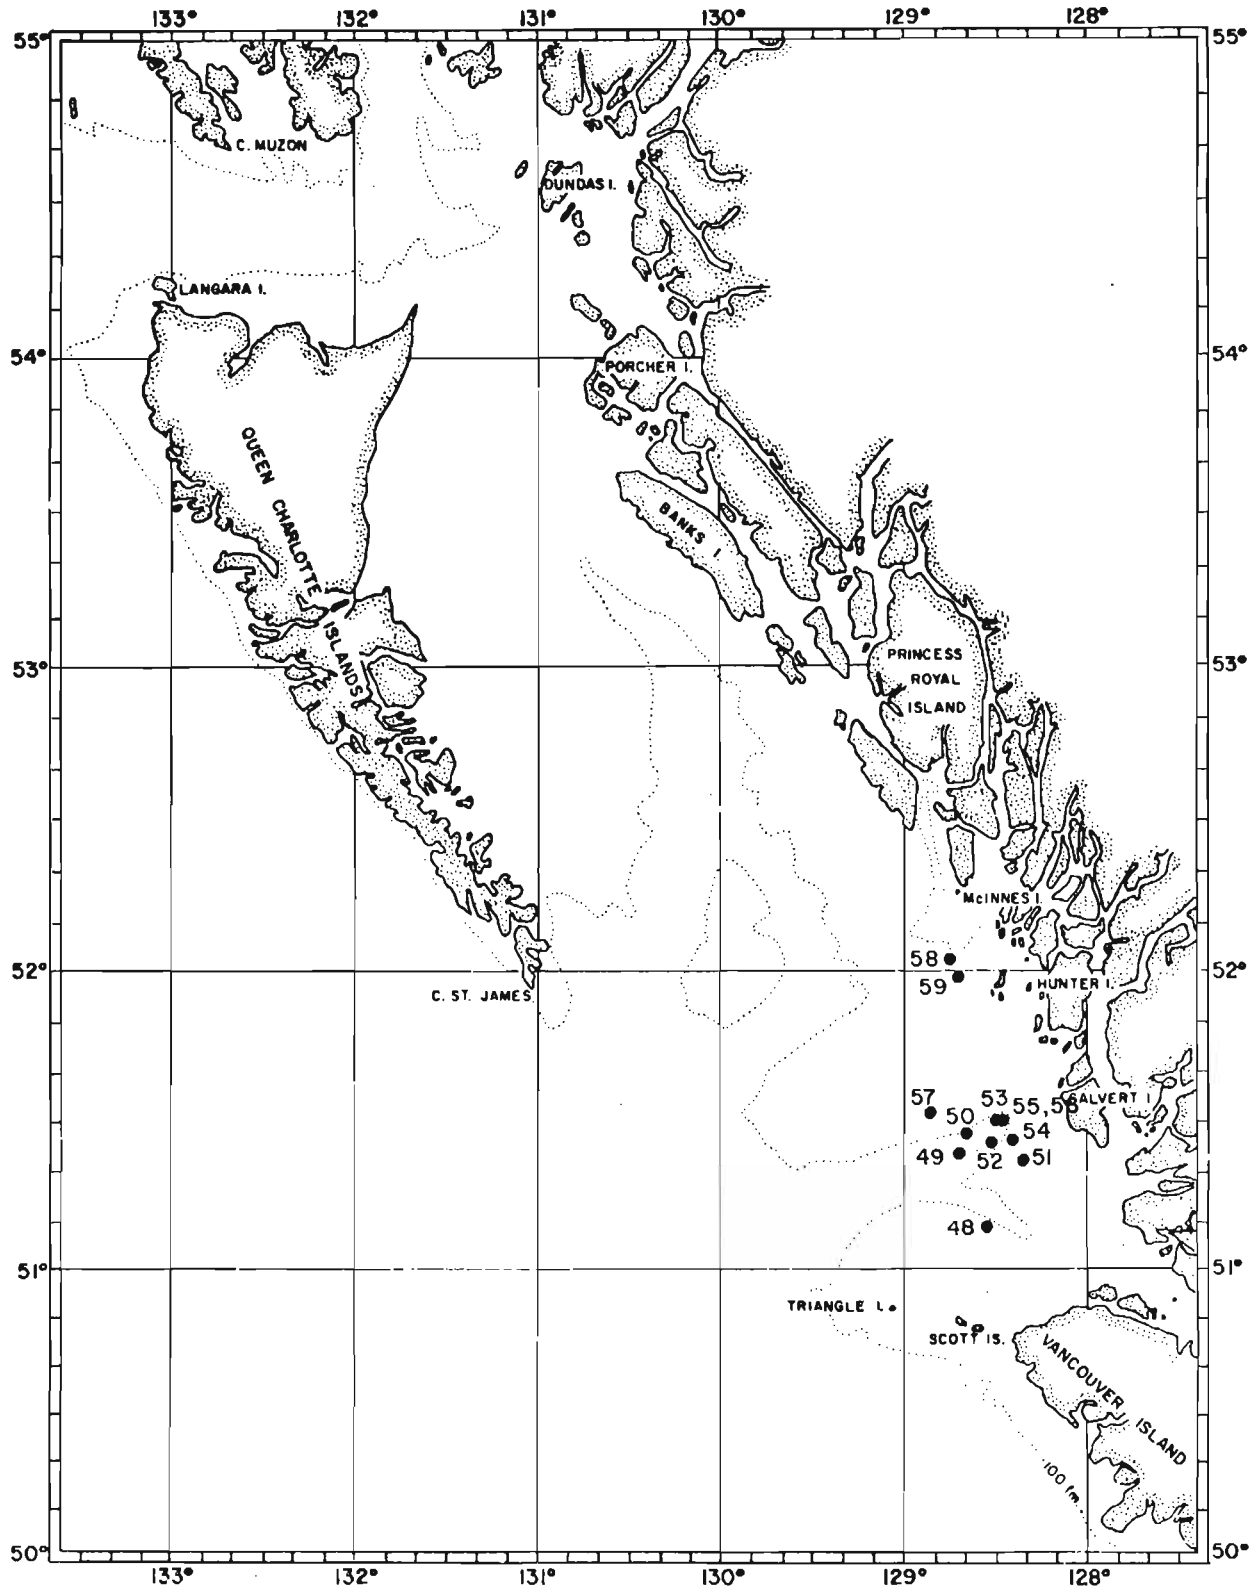 133° 132° 131° 130° 129° 128°
55° 55°
C. MUZON
DUNDAS I.
LANGARA I.
54° 54°
PORCHER I.
QUEEN CHARLOTTE ISLANDS
BANKS I.
53° 53°
PRINCESS
ROYAL
ISLAND
McINNES I.
58
52° 52°
59
HUNTER I.
C. ST. JAMES
57 53 55,56
CALVERT I.
50 54
49 52 51
48
51° 51°
TRIANGLE I.
SCOTT IS.
VANCOUVER ISLAND
100 fm.
50° 50°
133° 132° 131° 130° 129° 128°